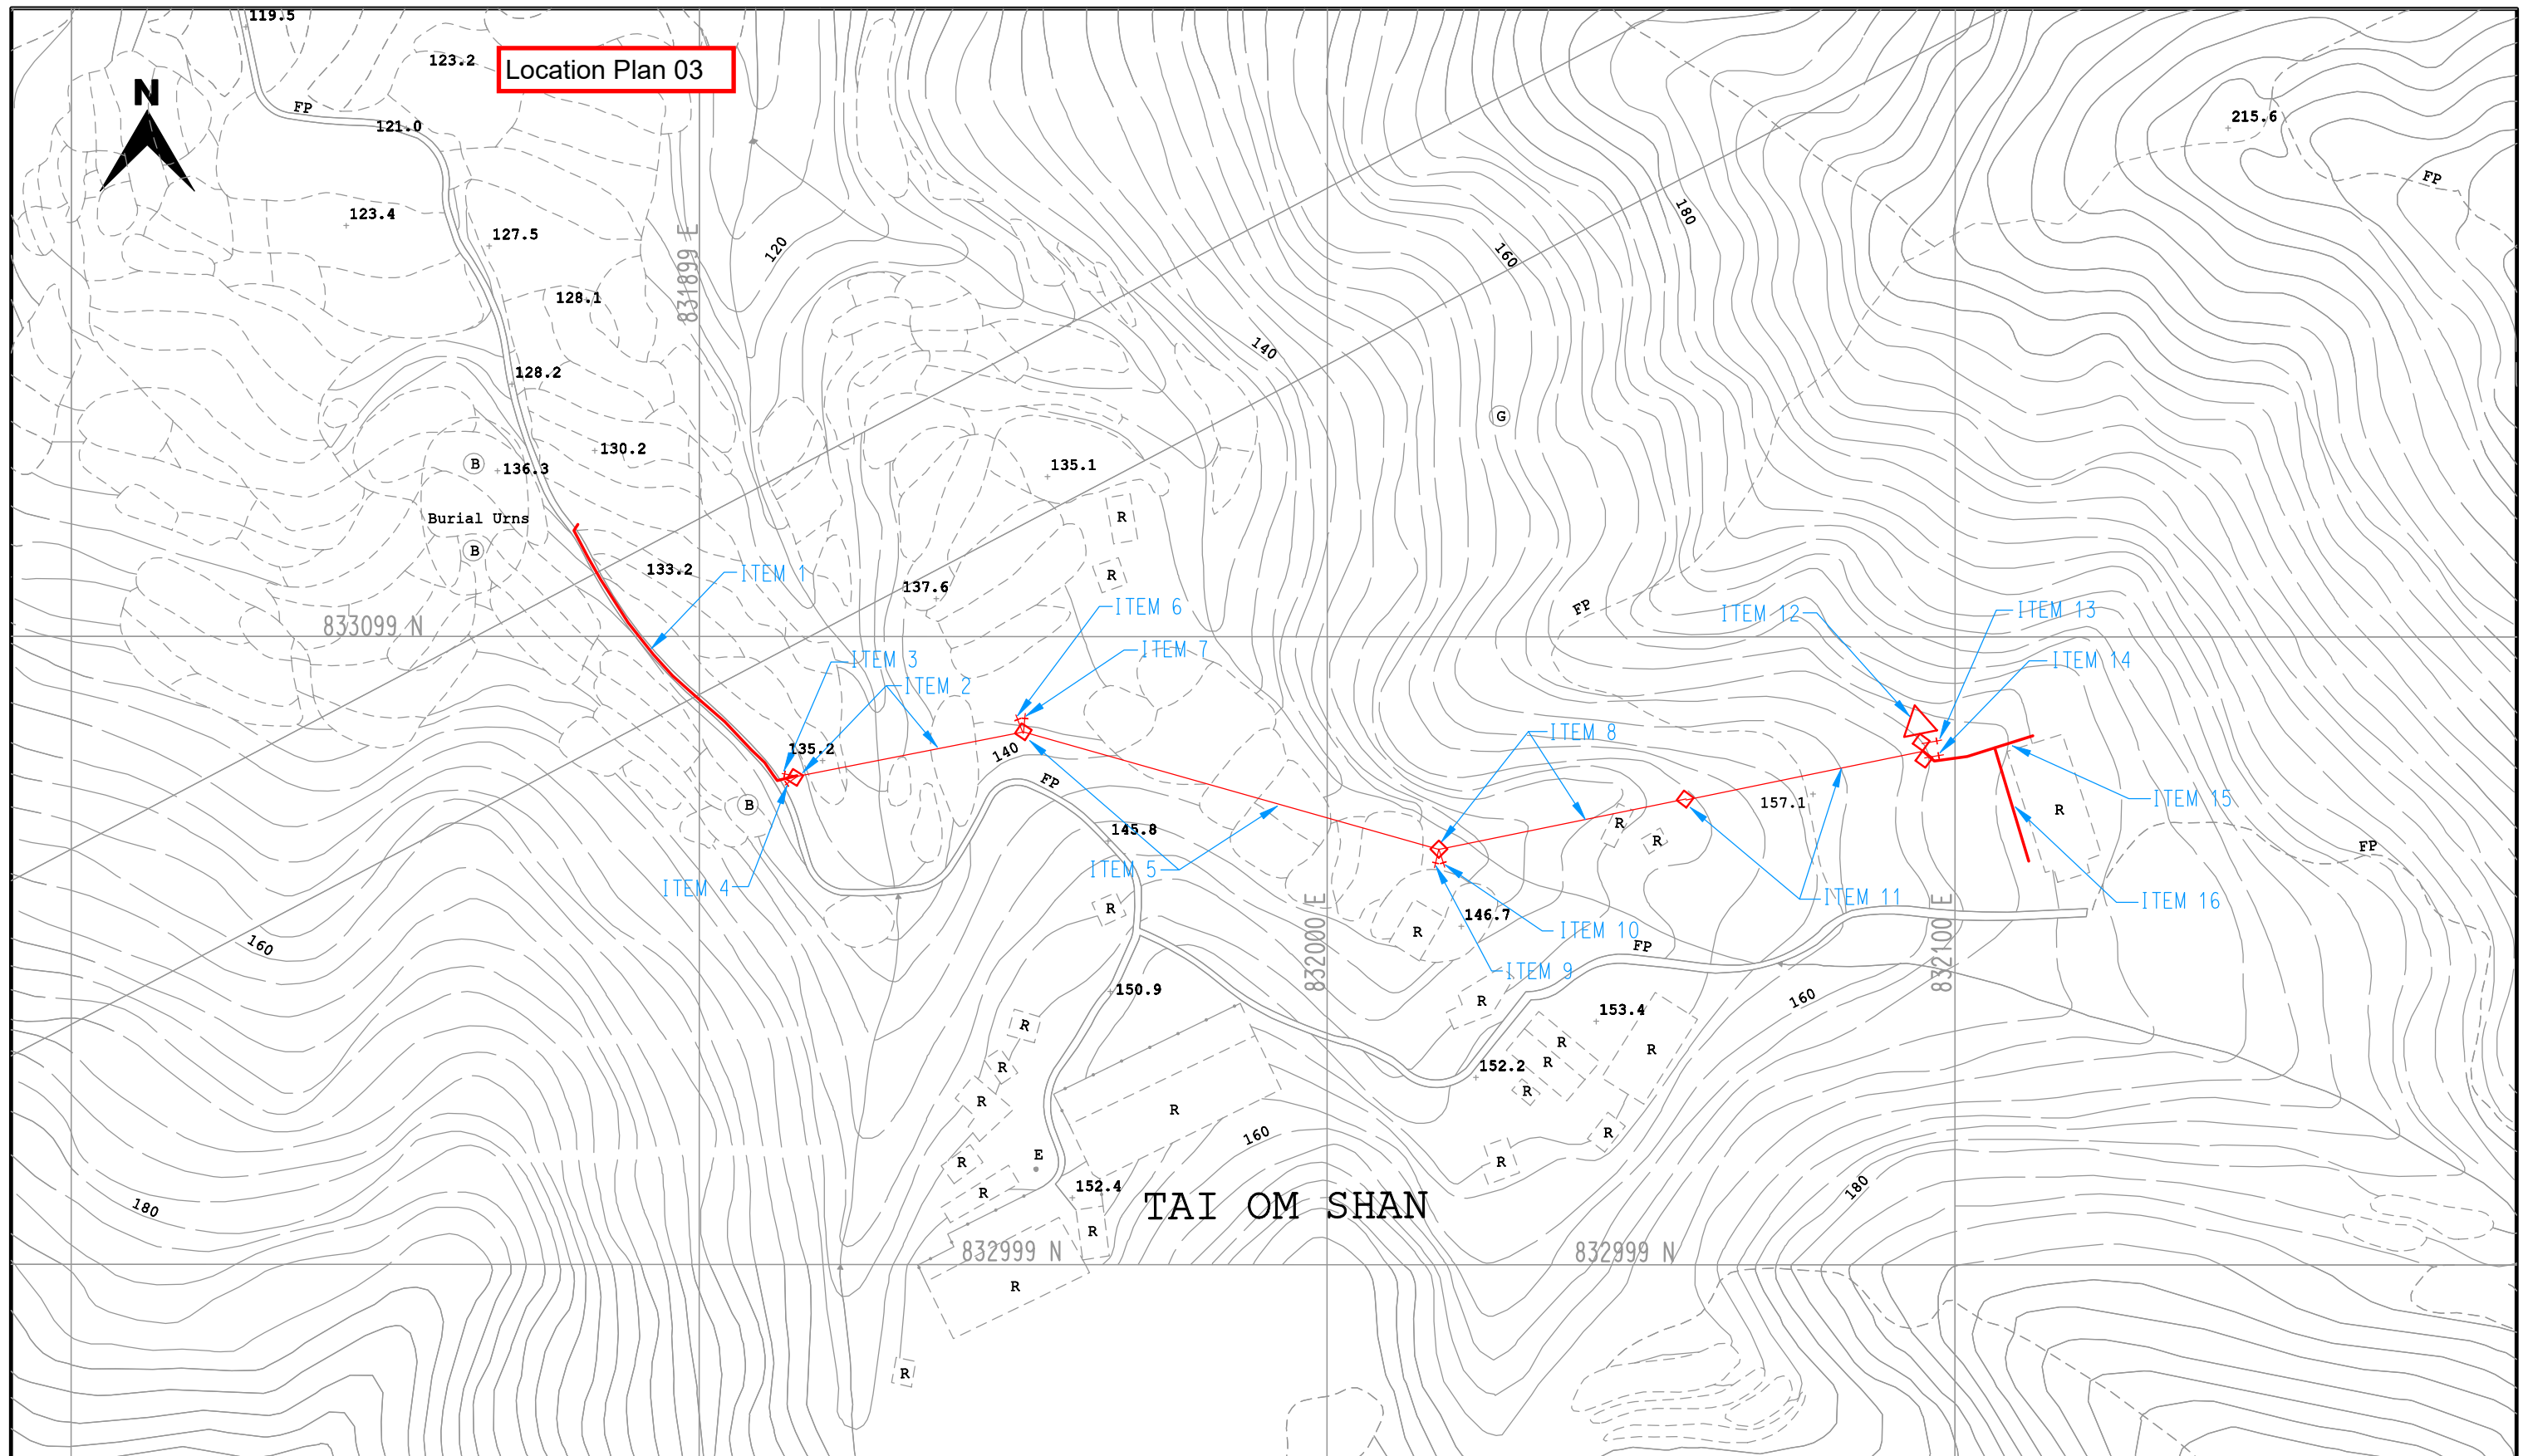 119.5
Location Plan 03
123.2
N
FP
121.0
215.6
FP
123.4
180
127.5
831899 E
120
160
128.1
140
128.2
G
130.2
B
136.3
135.1
R
Burial Urns
B
133.2
ITEM 1
R
137.6
ITEM 6
FP
ITEM 12
ITEM 13
833099 N
ITEM 3
ITEM 7
ITEM 14
ITEM 2
ITEM 8
135.2
140
FP
B
157.1
ITEM 15
R
145.8
R
R
FP
ITEM 5
ITEM 4
ITEM 11
ITEM 16
R
146.7
R
ITEM 10
FP
832000 E
832100 E
160
ITEM 9
150.9
R
160
153.4
R
R
R
R
R
152.2
R
R
R
160
R
E
R
R
R
152.4
180
180
TAI OM SHAN
R
832999 N
832999 N
R
R